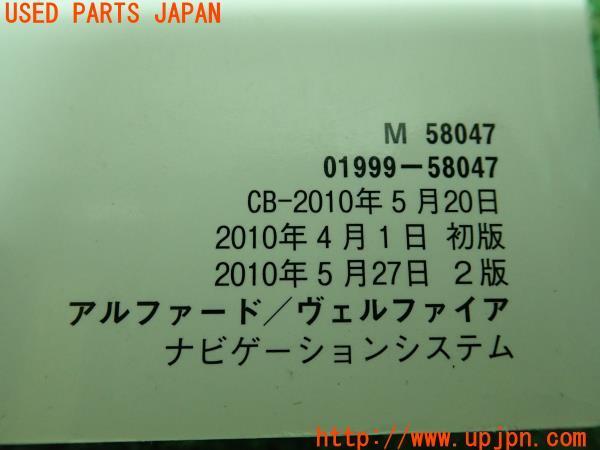 USED PARTS JAPAN
M 58047
01999-58047
CB-2010年5月20日
2010年4月1日 初版
2010年5月27日 2版
アルファード/ヴェルファイア
ナビゲーションシステム
http://www.upjpn.com/